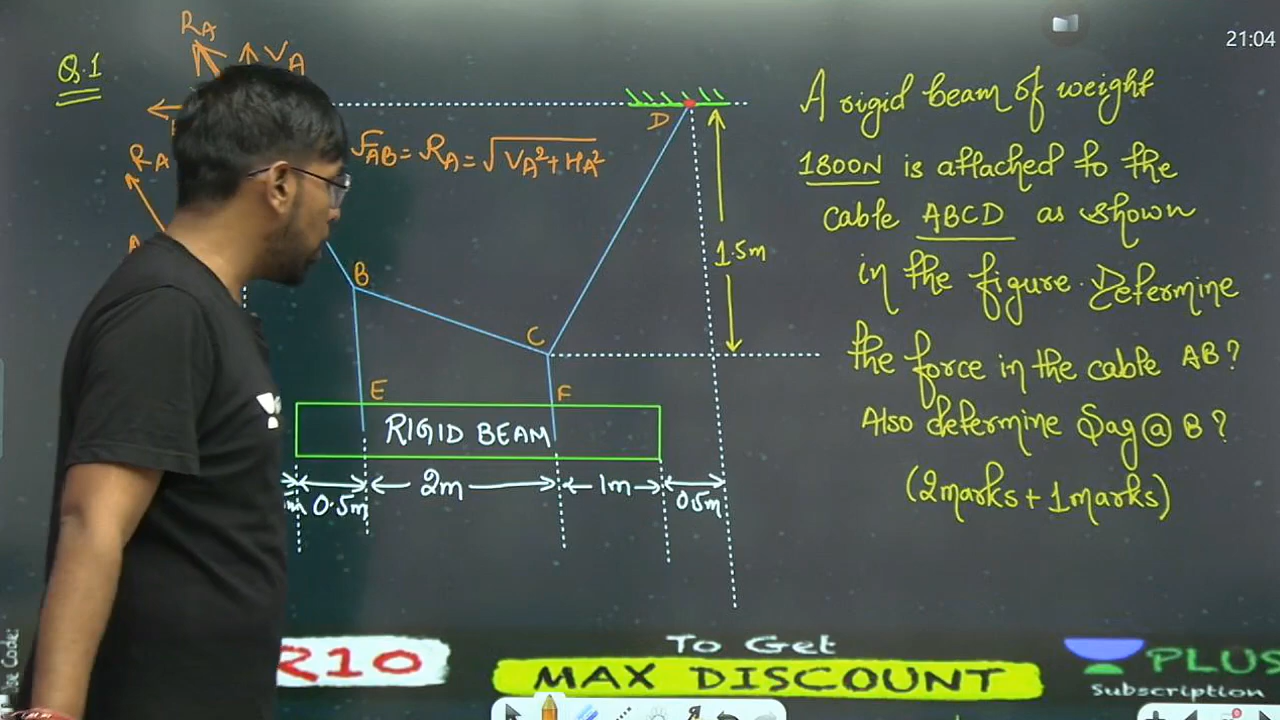 21:04
Q.1
RA
VA
D
√AB = RA = √VA² + HA²
RA
A
B
C
1.5m
E
F
RIGID BEAM
0.5m
2m
1m
0.5m
A rigid beam of weight
1800N is attached to the
cable ABCD as shown
in the figure. Determine
the force in the cable AB?
Also determine Sag @ B?
(2marks + 1marks)
R10
To Get
MAX DISCOUNT
PLUS
Subscription
Code: